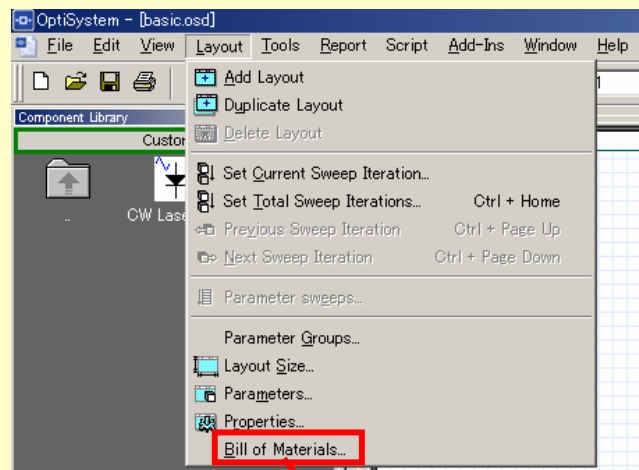 OptiSystem - [basic.osd]
File Edit View Layout Tools Report Script Add-Ins Window Help
Add Layout
Duplicate Layout
Component Library
Delete Layout
Set Current Sweep Iteration...
Set Total Sweep Iterations... Ctrl + Home
.. CW Lase
Previous Sweep Iteration Ctrl + Page Up
Next Sweep Iteration Ctrl + Page Down
Parameter sweeps...
Parameter Groups...
Layout Size...
Parameters...
Properties...
Bill of Materials...